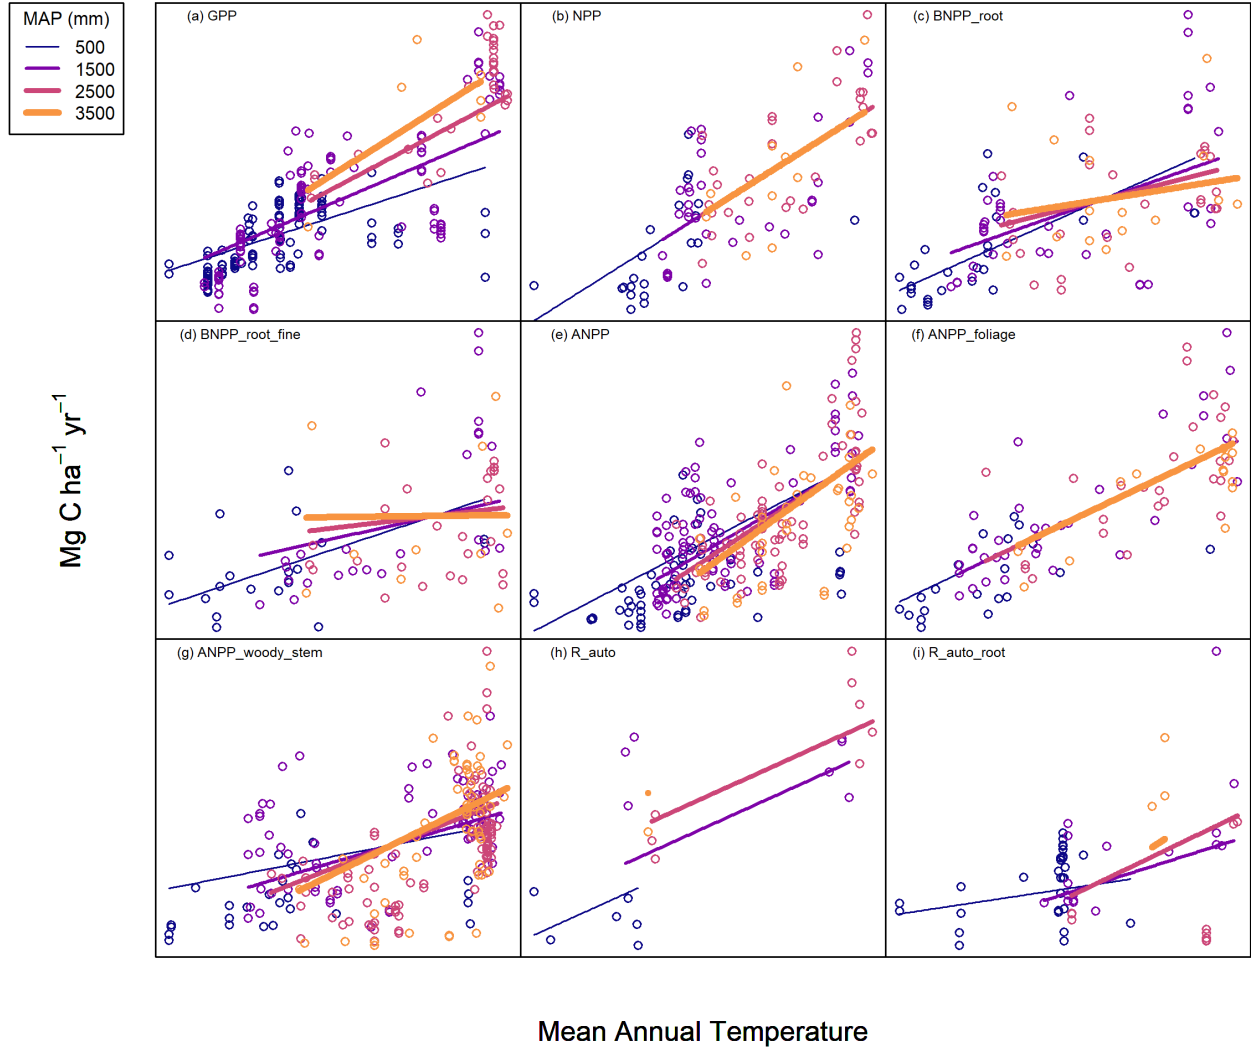 MAP (mm)
500
1500
2500
3500
(a) GPP
(b) NPP
(c) BNPP_root
(d) BNPP_root_fine
(e) ANPP
(f) ANPP_foliage
(g) ANPP_woody_stem
(h) R_auto
(i) R_auto_root
Mg C ha⁻¹ yr⁻¹
Mean Annual Temperature